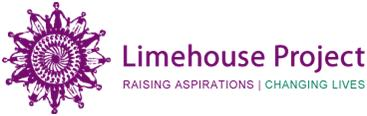 Limehouse Project
RAISING ASPIRATIONS | CHANGING LIVES